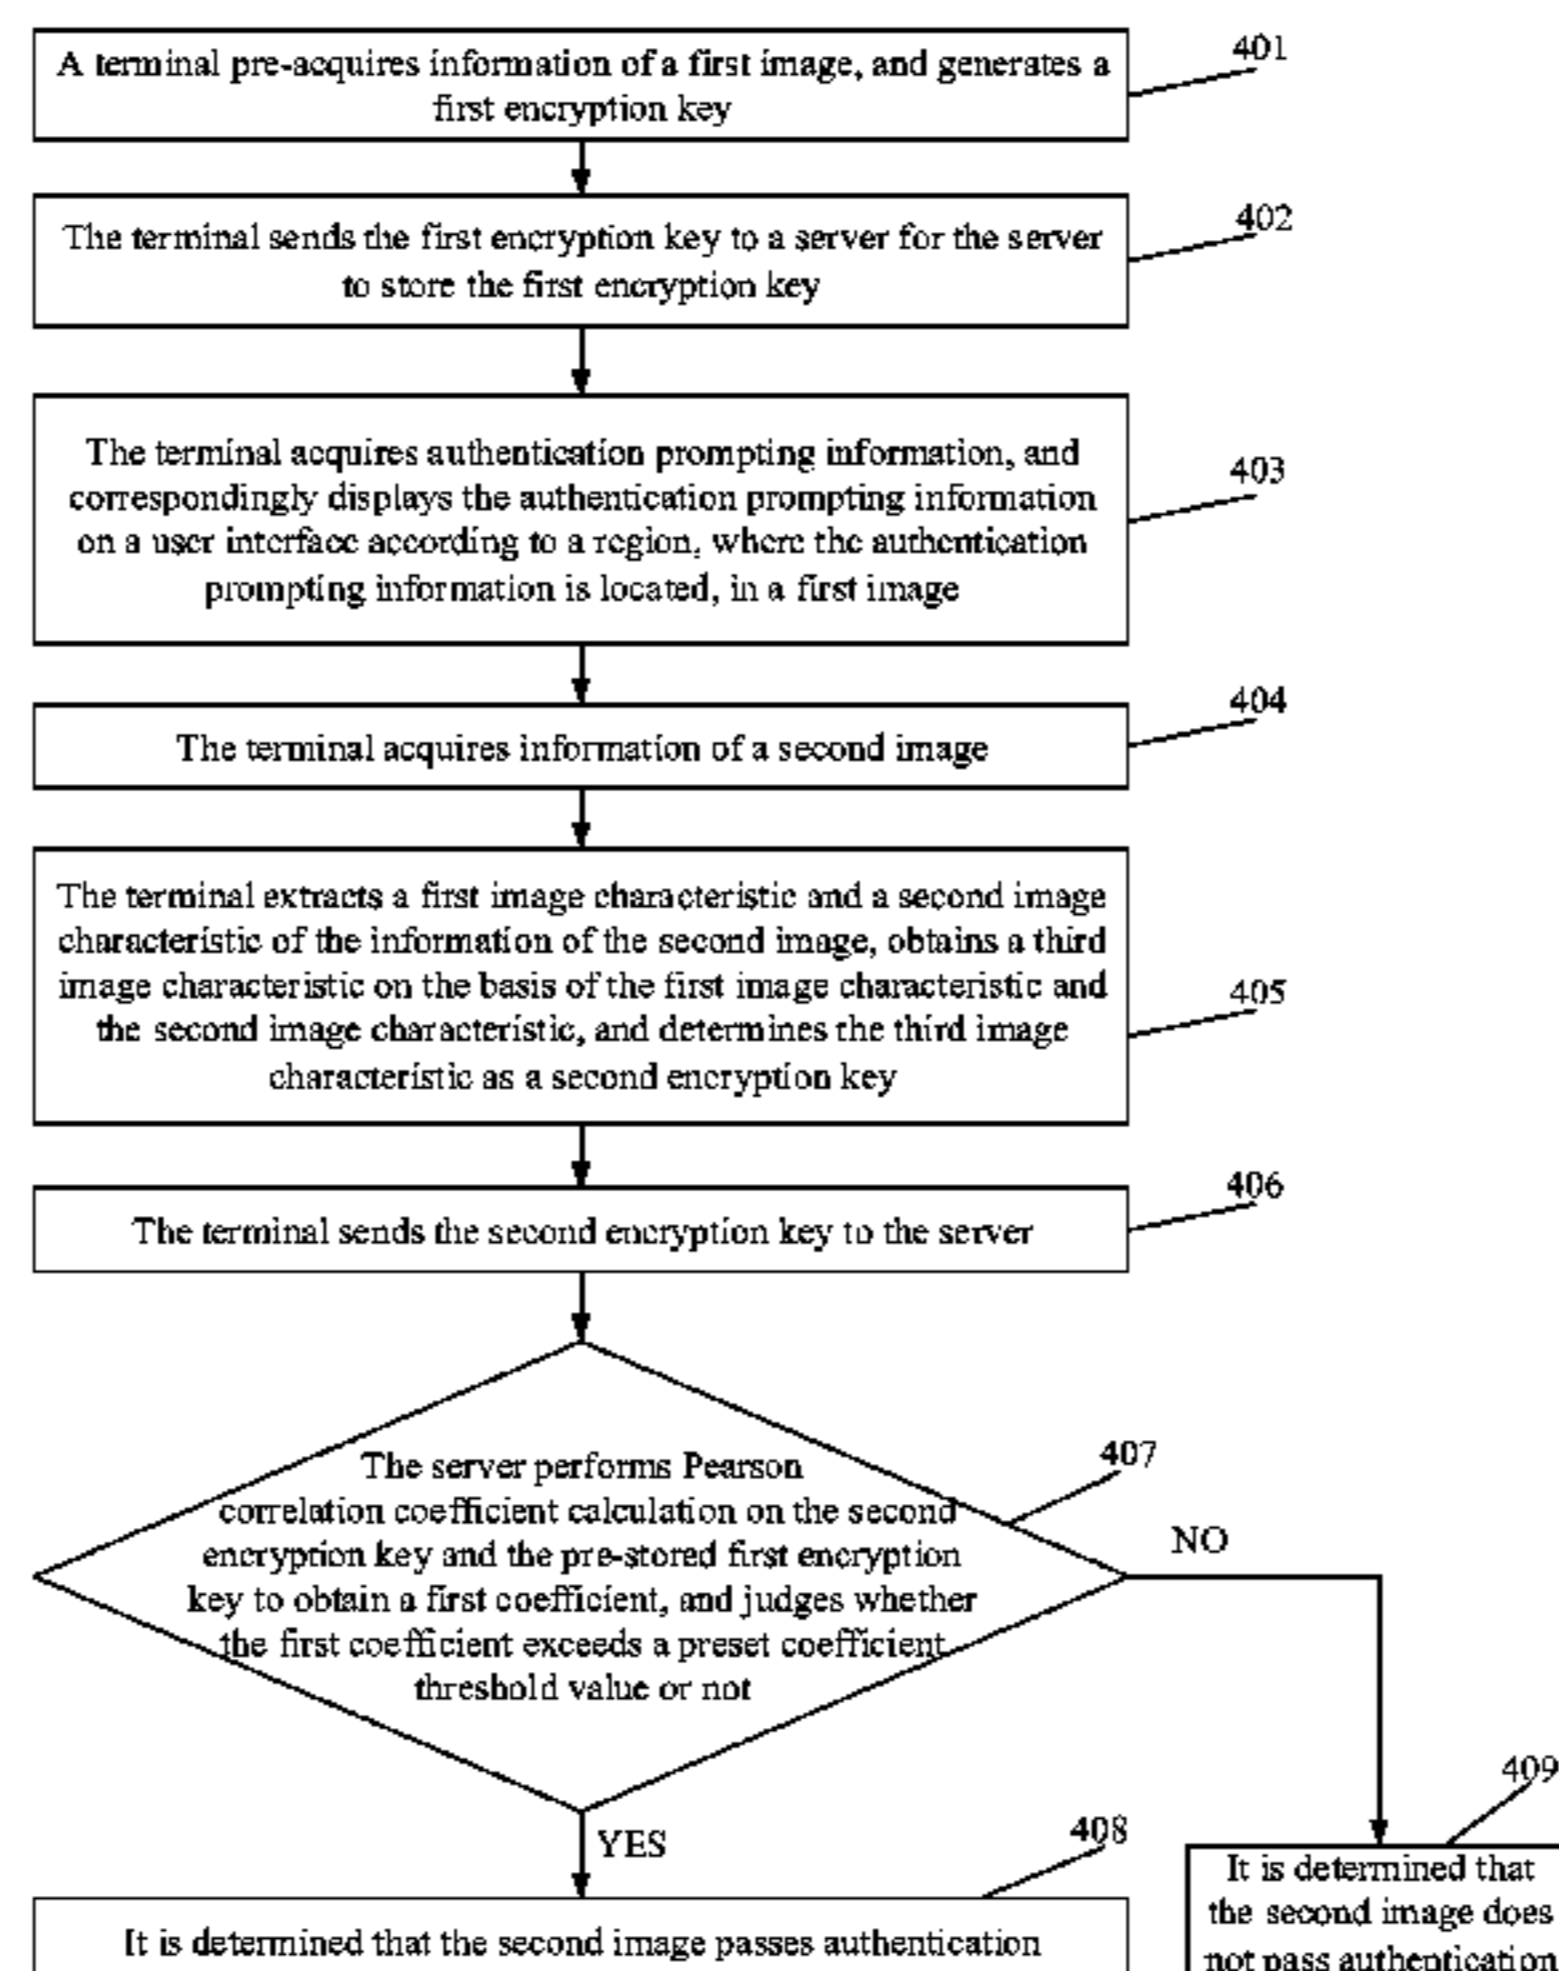 401
A terminal pre-acquires information of a first image, and generates a
first encryption key
402
The terminal sends the first encryption key to a server for the server
to store the first encryption key
403
The terminal acquires authentication prompting information, and
correspondingly displays the authentication prompting information
on a user interface according to a region, where the authentication
prompting information is located, in a first image
404
The terminal acquires information of a second image
The terminal extracts a first image characteristic and a second image
characteristic of the information of the second image, obtains a third
image characteristic on the basis of the first image characteristic and
the second image characteristic, and determines the third image
characteristic as a second encryption key
405
406
The terminal sends the second encryption key to the server
407
The server performs Pearson
correlation coefficient calculation on the second
encryption key and the pre-stored first encryption
key to obtain a first coefficient, and judges whether
the first coefficient exceeds a preset coefficient
threshold value or not
NO
YES
408
It is determined that the second image passes authentication
409
It is determined that
the second image does
not pass authentication